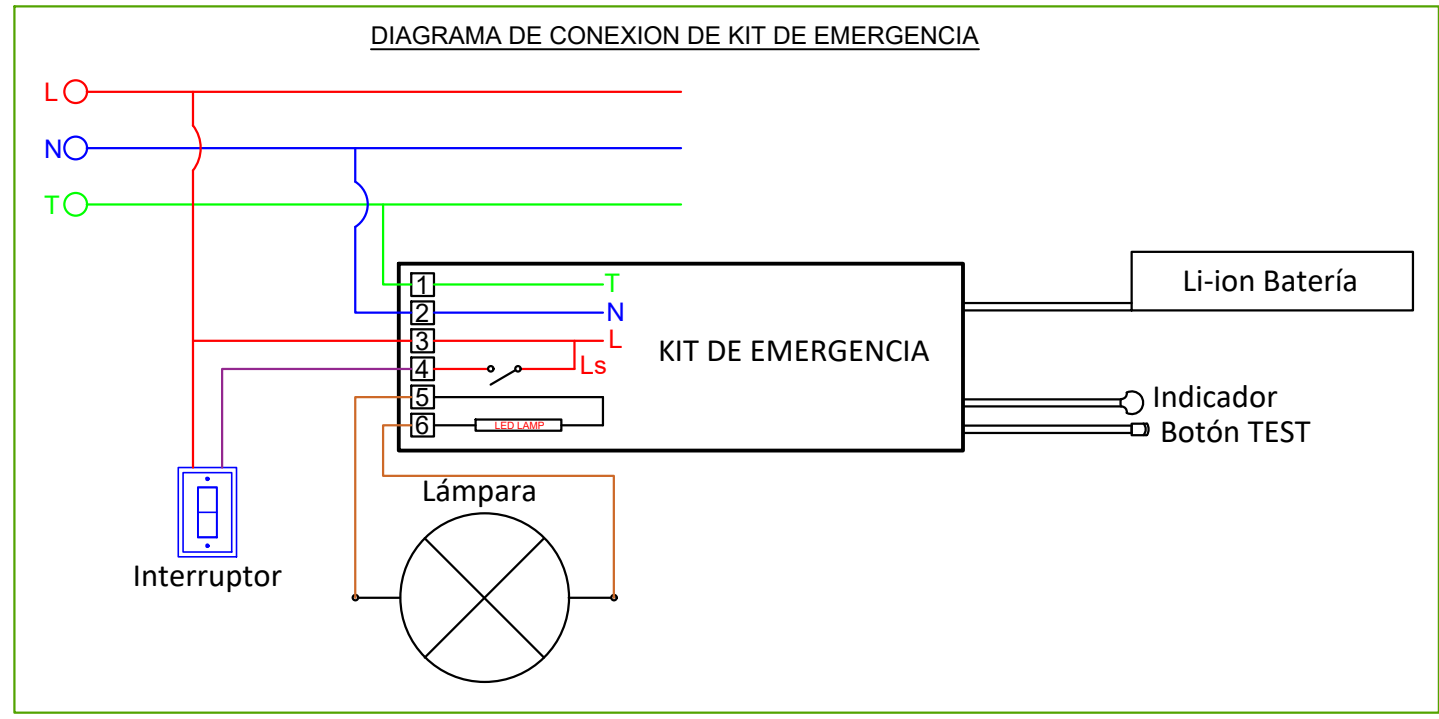 DIAGRAMA DE CONEXION DE KIT DE EMERGENCIA
L
N
T
1
T
2
N
3
L
4
Ls
5
6
LED LAMP
KIT DE EMERGENCIA
Li-ion Batería
Indicador
Botón TEST
Lámpara
Interruptor